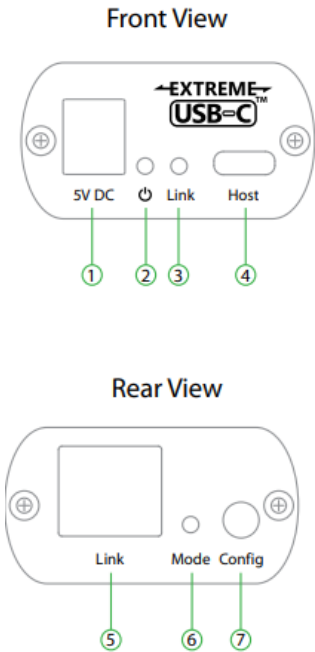 Front View
EXTREME
USB-C™
5V DC ⏻ Link Host
① ② ③ ④
Rear View
Link Mode Config
⑤ ⑥ ⑦